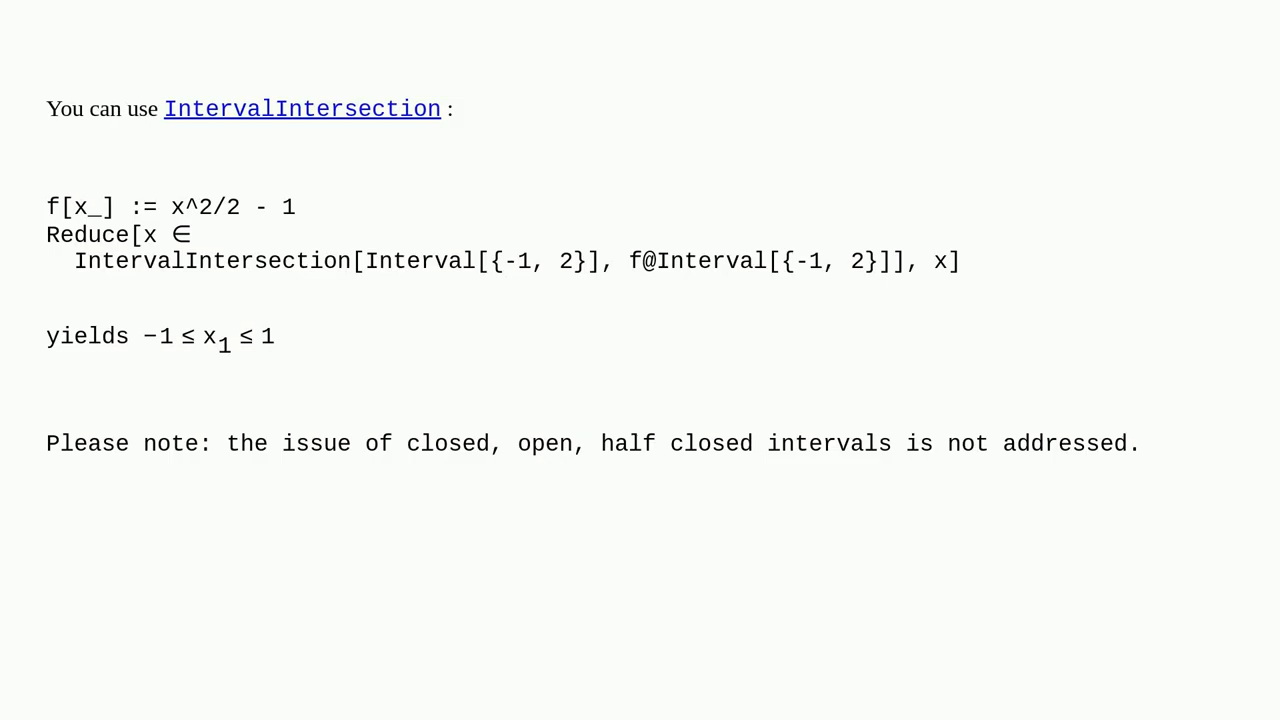 You can use IntervalIntersection :
f[x_] := x^2/2 - 1
Reduce[x ∈
  IntervalIntersection[Interval[{-1, 2}], f@Interval[{-1, 2}]], x]
yields −1 ≤ x₁ ≤ 1
Please note: the issue of closed, open, half closed intervals is not addressed.